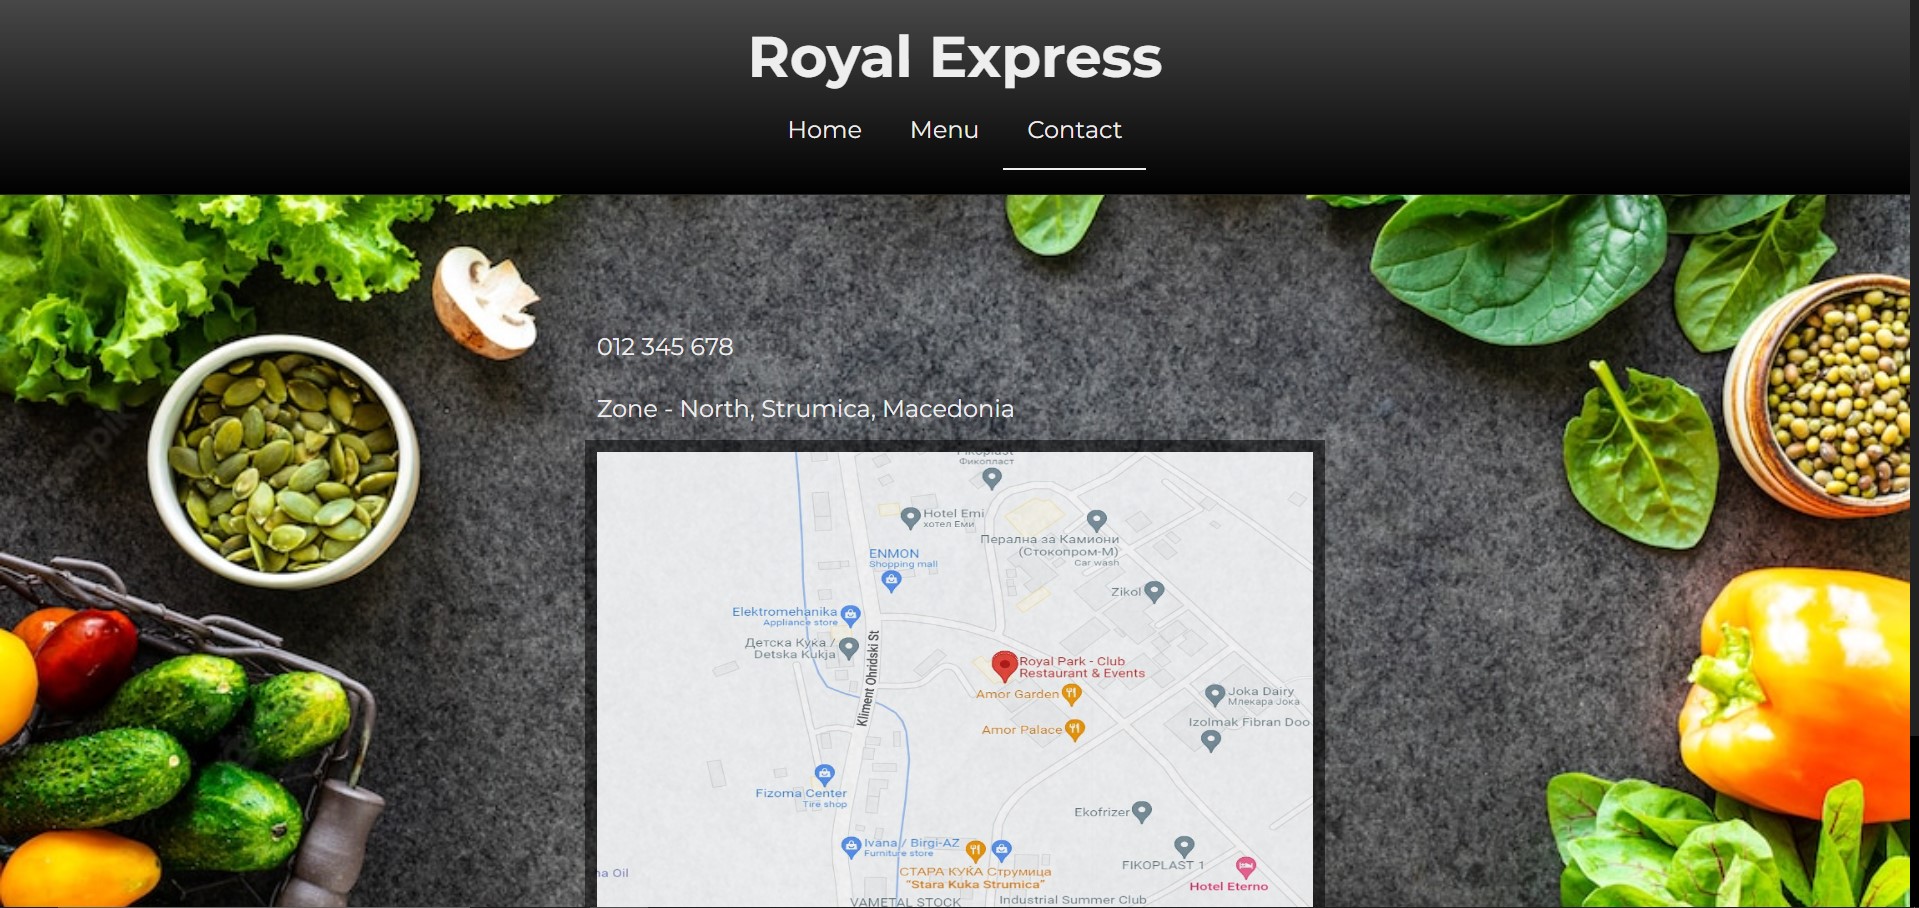 Royal Express
Home Menu Contact
012 345 678
Zone - North, Strumica, Macedonia
Фикопласт
Hotel Emi
хотел Еми
Перална за Камиони
(Стокопром-М)
Car wash
ENMON
Shopping mall
Zikol
Elektromehanika
Appliance store
Детска Куќа /
Detska Kukja
Kliment Ohridski St
Royal Park - Club
Restaurant & Events
Amor Garden
Joka Dairy
Млекара Јока
Izolmak Fibran Doo
Amor Palace
Fizoma Center
Tire shop
Ekofrizer
Ivana / Birgi-AZ
Furniture store
FIKOPLAST 1
СТАРА КУЌА Струмица
"Stara Kuka Strumica"
na Oil
Hotel Eterno
VAMETAL STOCK
Industrial Summer Club